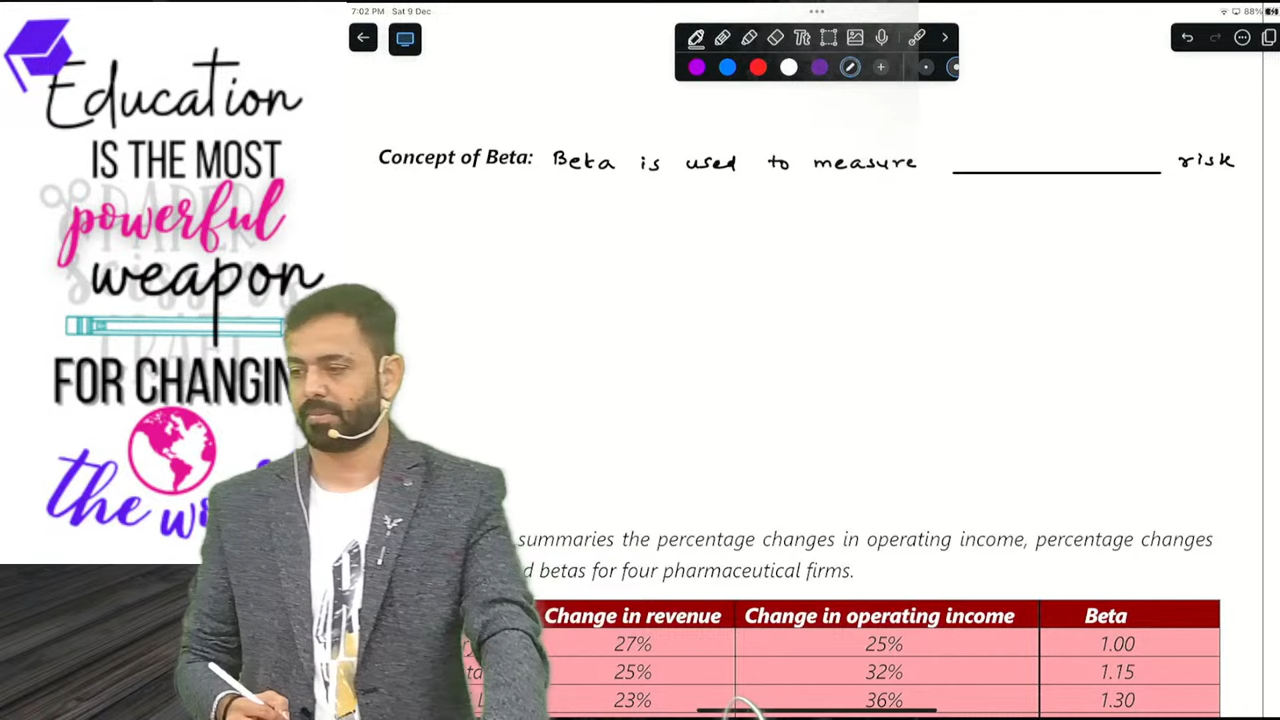 7:02 PM Sat 9 Dec
88%
Education
IS THE MOST
powerful
weapon
FOR CHANGIN
the w
Concept of Beta: Beta is used to measure __________ risk
summaries the percentage changes in operating income, percentage changes
d betas for four pharmaceutical firms.
Change in revenue Change in operating income Beta
27% 25% 1.00
25% 32% 1.15
23% 36% 1.30